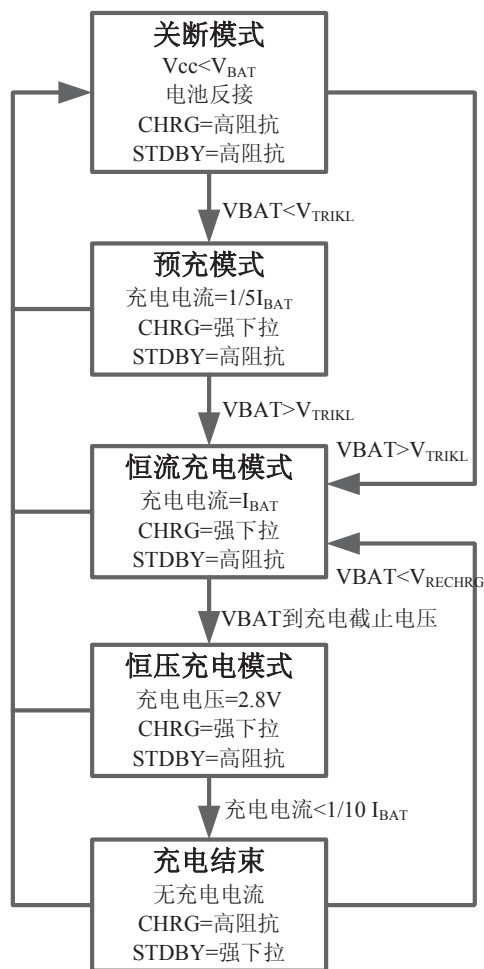 关断模式
Vcc<VBAT
电池反接
CHRG=高阻抗
STDBY=高阻抗
VBAT<VTRIKL
预充模式
充电电流=1/5IBAT
CHRG=强下拉
STDBY=高阻抗
VBAT>VTRIKL
VBAT>VTRIKL
恒流充电模式
充电电流=IBAT
CHRG=强下拉
STDBY=高阻抗
VBAT<VRECHRG
VBAT到充电截止电压
恒压充电模式
充电电压=2.8V
CHRG=强下拉
STDBY=高阻抗
充电电流<1/10 IBAT
充电结束
无充电电流
CHRG=高阻抗
STDBY=强下拉